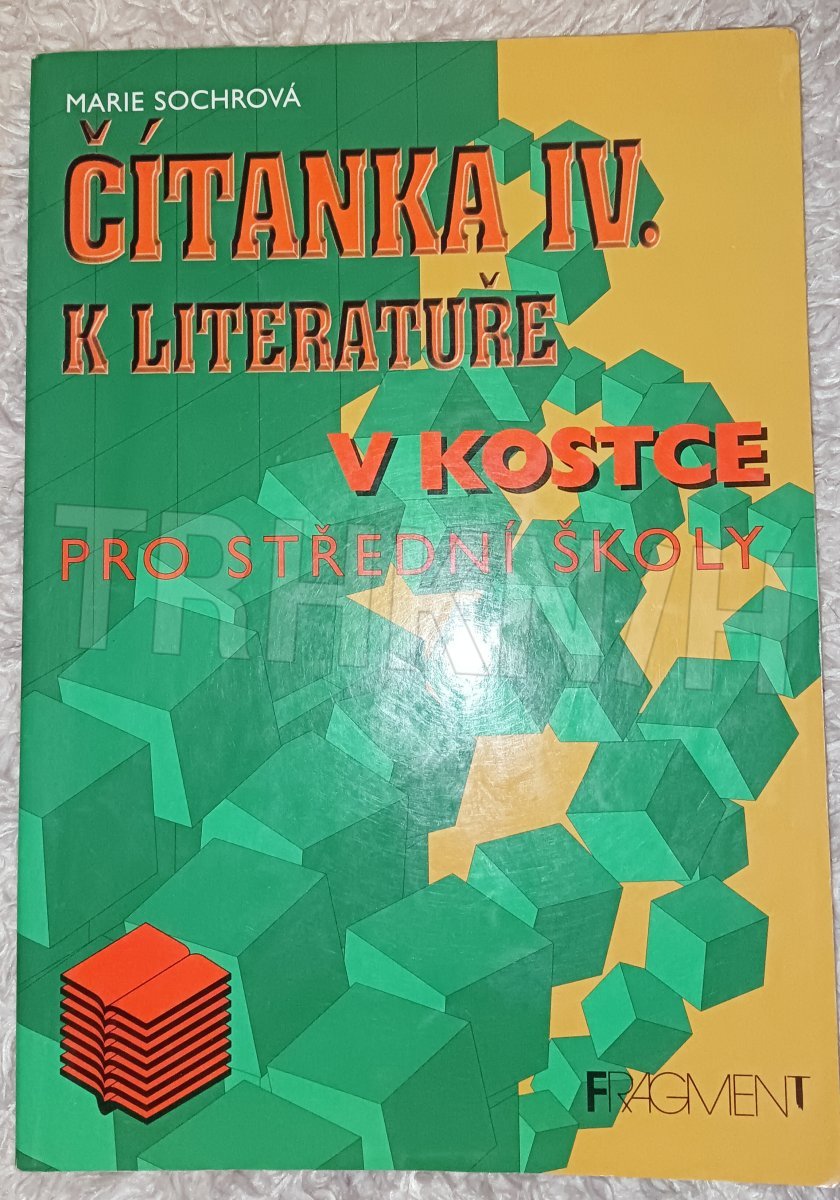 MARIE SOCHROVÁ
ČÍTANKA IV.
K LITERATUŘE
V KOSTCE
PRO STŘEDNÍ ŠKOLY
FRAGMENT